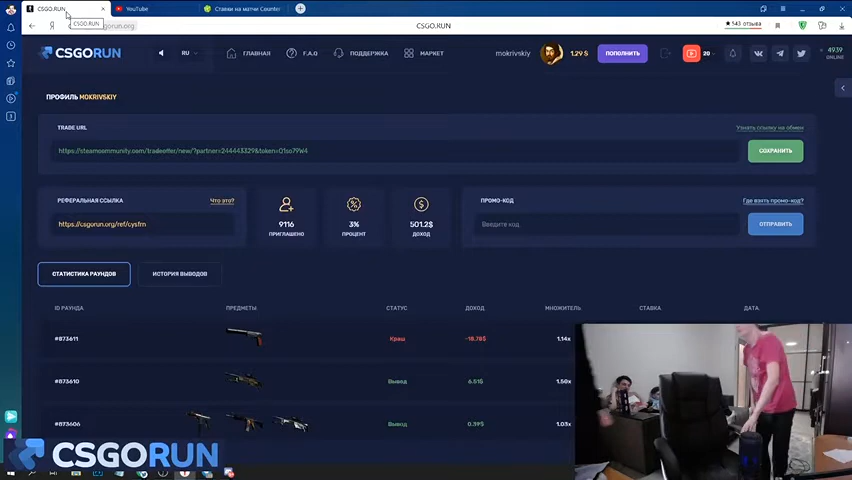 CSGO.RUN
YouTube
Ставки на матчи Counter
CSGO.RUN
gorun.org
CSGO.RUN
543 отзыва
CSGORUN
RU
ГЛАВНАЯ
F.A.Q
ПОДДЕРЖКА
МАРКЕТ
mokrivskiy
1.29 $
ПОПОЛНИТЬ
20
4939
ONLINE
ПРОФИЛЬ MOKRIVSKIY
TRADE URL
Узнать ссылку на обмен
https://steamcommunity.com/tradeoffer/new/?partner=244443329&token=Q1so79W4
СОХРАНИТЬ
РЕФЕРАЛЬНАЯ ССЫЛКА
Что это?
https://csgorun.org/ref/cysfrn
9116
ПРИГЛАШЕНО
3%
ПРОЦЕНТ
501.2$
ДОХОД
ПРОМО-КОД
Где взять промо-код?
Введите код
ОТПРАВИТЬ
СТАТИСТИКА РАУНДОВ
ИСТОРИЯ ВЫВОДОВ
ID РАУНДА ПРЕДМЕТЫ СТАТУС ДОХОД МНОЖИТЕЛЬ СТАВКА ДАТА
#873611 Краш -18.78$ 1.14x
#873610 Вывод 6.51$ 1.50x
#873606 Вывод 0.39$ 1.03x
CSGORUN